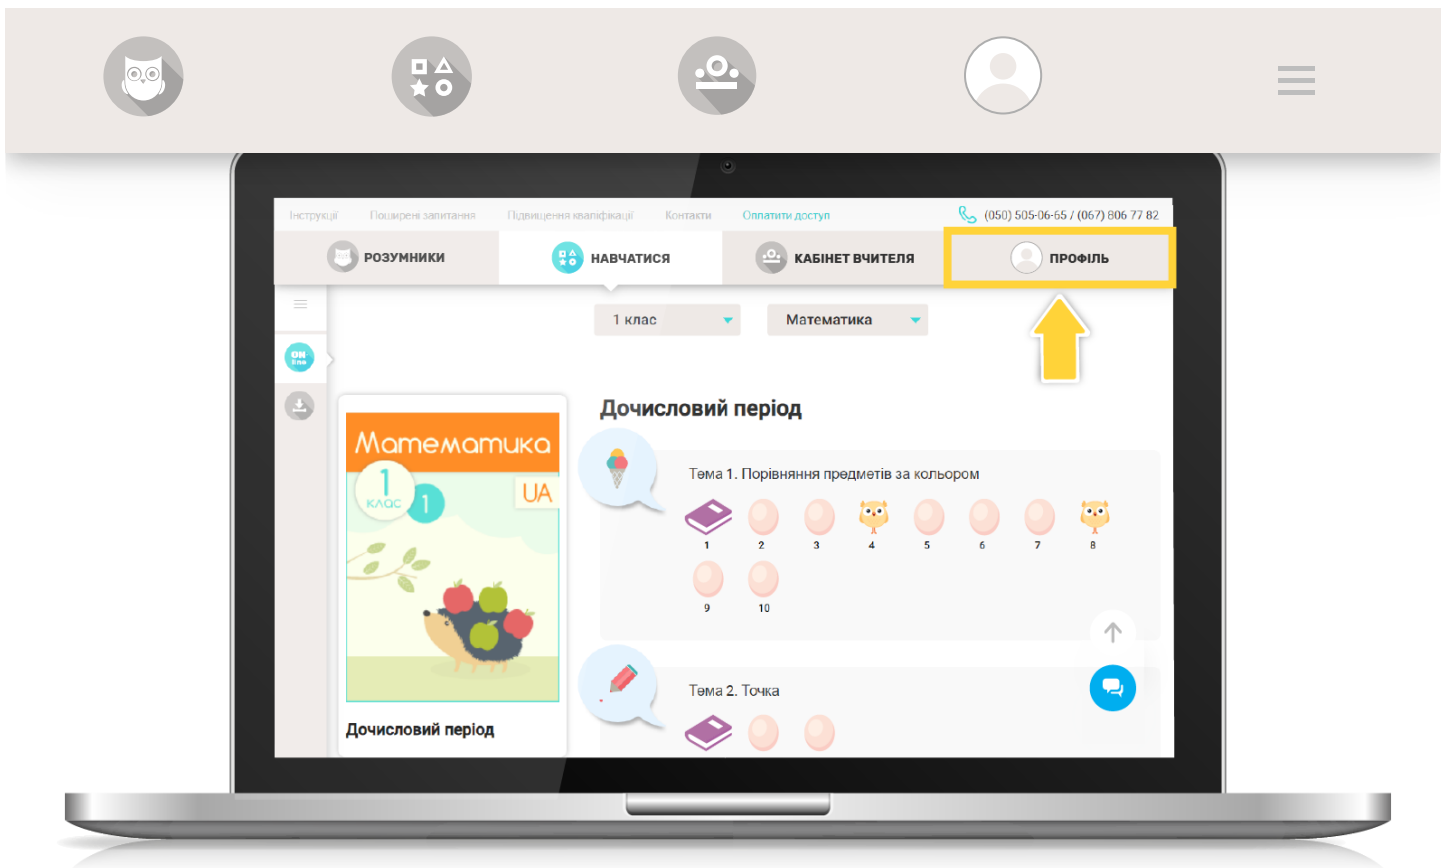 Інструкції Поширені запитання Підвищення кваліфікації Контакти Оплатити доступ (050) 505-06-65 / (067) 806 77 82
РОЗУМНИКИ НАВЧАТИСЯ КАБІНЕТ ВЧИТЕЛЯ ПРОФІЛЬ
1 клас Математика
ON
line
Дочисловий період
Математика
1
клас
1
UA
Дочисловий період
Тема 1. Порівняння предметів за кольором
1 2 3 4 5 6 7 8
9 10
Тема 2. Точка